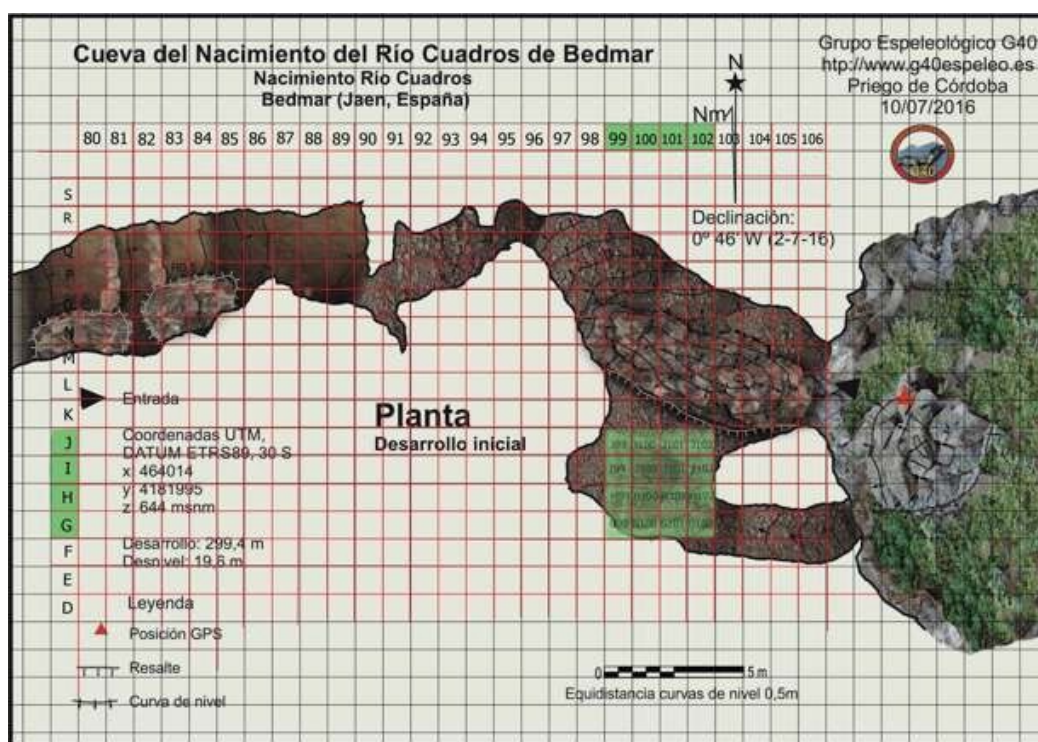 Cueva del Nacimiento del Río Cuadros de Bedmar
Nacimiento Río Cuadros
Bedmar (Jaen, España)
Grupo Espeleológico G40
htp://www.g40espeleo.es
Priego de Córdoba
10/07/2016
G40
N
Nm
80 81 82 83 84 85 86 87 88 89 90 91 92 93 94 95 96 97 98 99 100 101 102 103 104 105 106
Declinación:
0º 46' W (2-7-16)
S
R
Q
P
O
M
L
K
J
I
H
G
F
E
D
Entrada
Coordenadas UTM,
DATUM ETRS89, 30 S
x: 464014
y: 4181995
z: 644 msnm
Desarrollo: 299,4 m
Desnivel: 19,6 m
Leyenda
Posición GPS
Resalte
Curva de nivel
Planta
Desarrollo inicial
0 5 m
Equidistancia curvas de nivel 0,5m